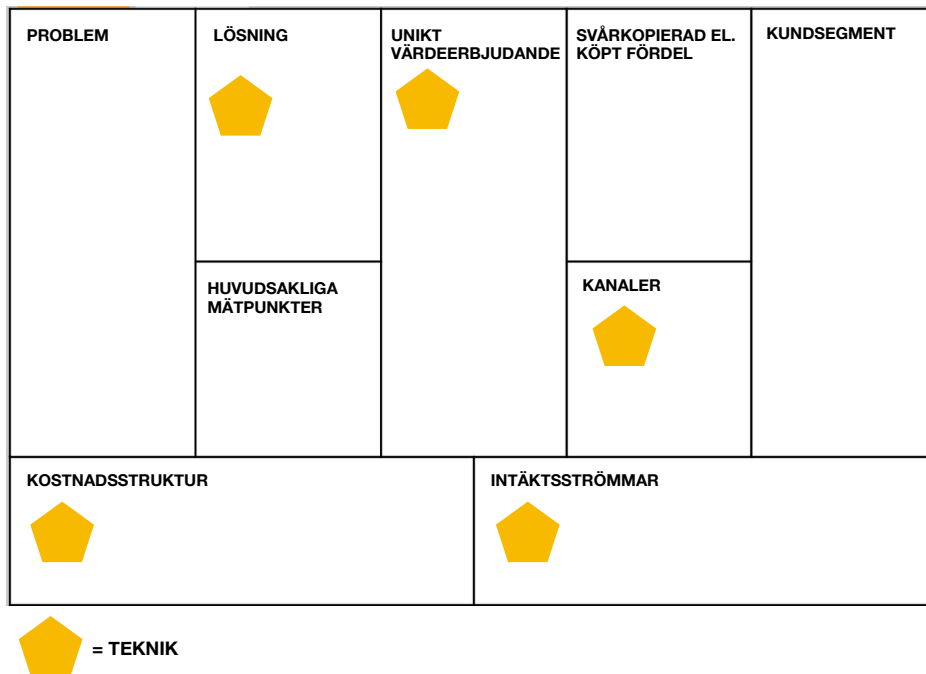 PROBLEM
LÖSNING
UNIKT
VÄRDEERBJUDANDE
SVÅRKOPIERAD EL.
KÖPT FÖRDEL
KUNDSEGMENT
HUVUDSAKLIGA
MÄTPUNKTER
KANALER
KOSTNADSSTRUKTUR
INTÄKTSSTRÖMMAR
= TEKNIK